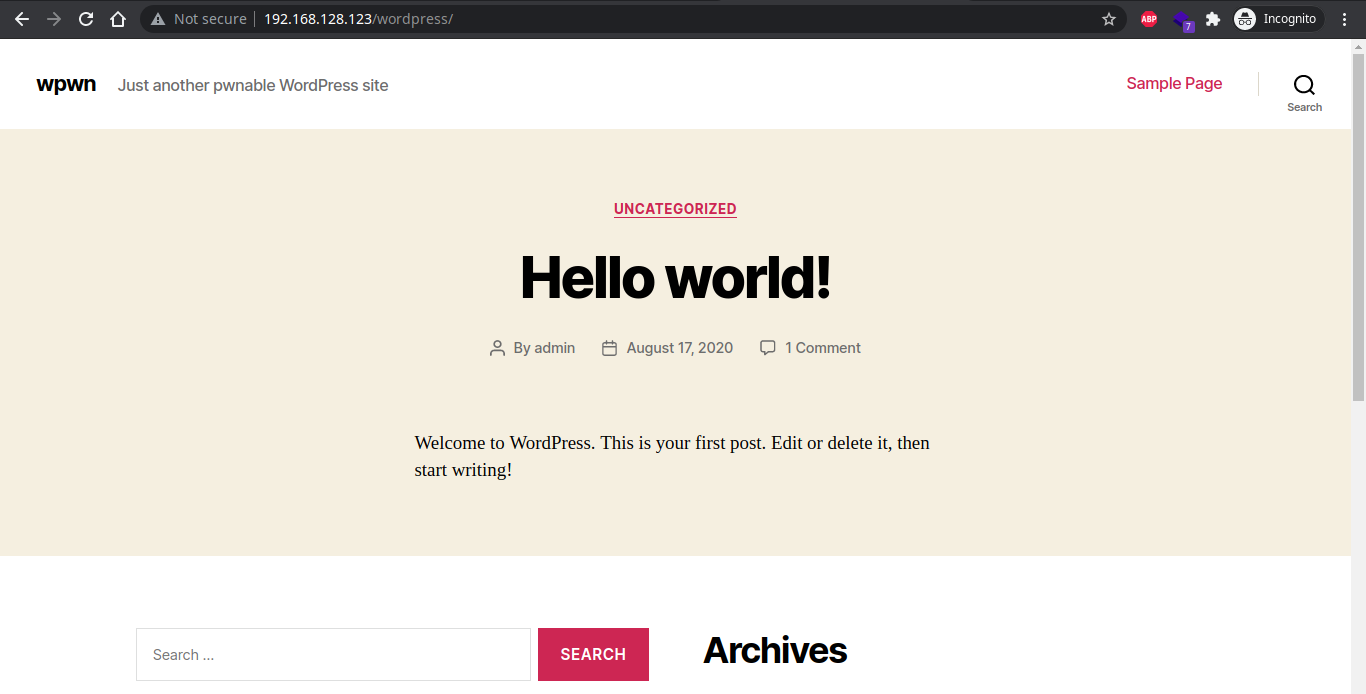 Not secure 192.168.128.123/wordpress/ ABP 7 Incognito
wpwn Just another pwnable WordPress site Sample Page
Search
UNCATEGORIZED
Hello world!
By admin August 17, 2020 1 Comment
Welcome to WordPress. This is your first post. Edit or delete it, then
start writing!
Search … SEARCH Archives